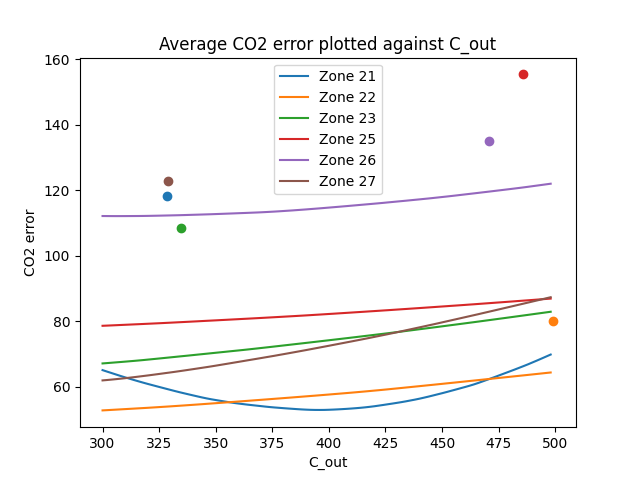 Average CO2 error plotted against C_out
CO2 error
160
140
120
100
80
60
Zone 21
Zone 22
Zone 23
Zone 25
Zone 26
Zone 27
300 325 350 375 400 425 450 475 500
C_out